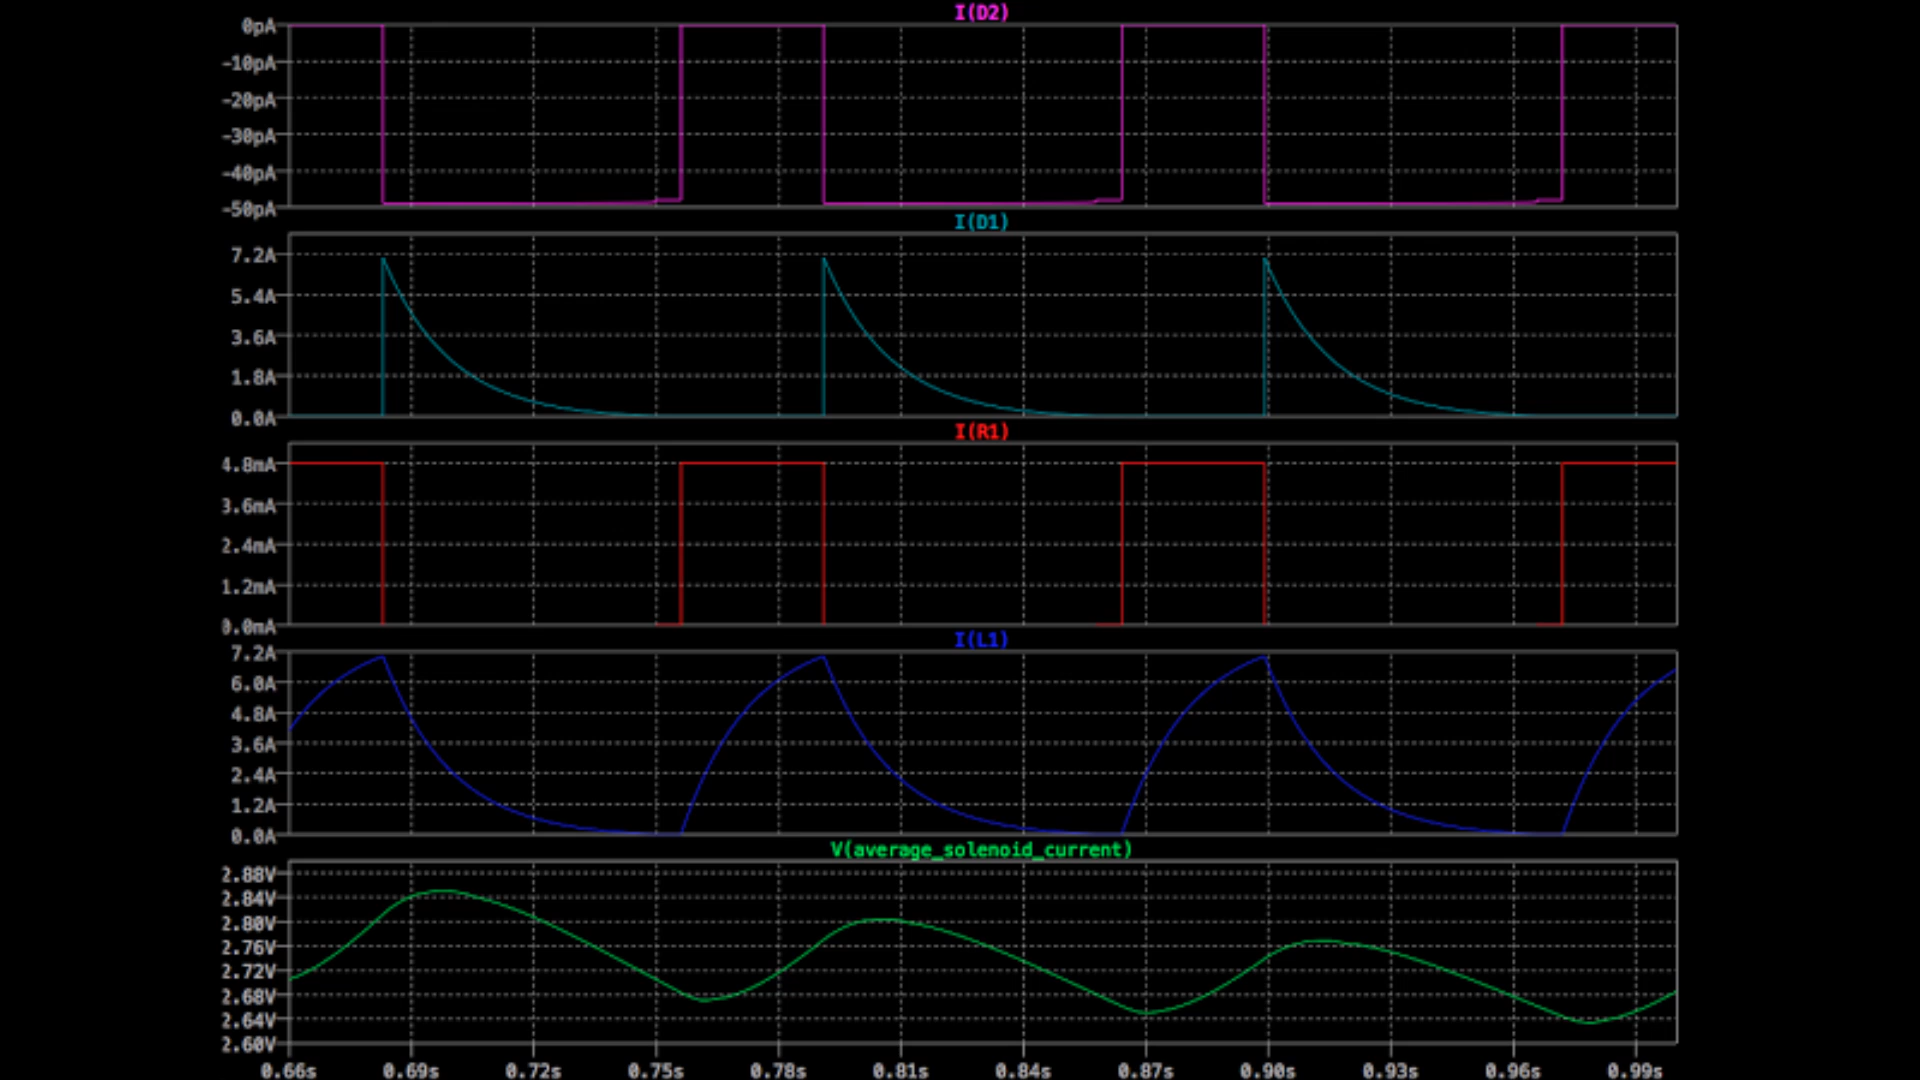 I(D2)
0pA
-10pA
-20pA
-30pA
-40pA
-50pA
I(D1)
7.2A
5.4A
3.6A
1.8A
0.0A
I(R1)
4.8mA
3.6mA
2.4mA
1.2mA
0.0mA
I(L1)
7.2A
6.0A
4.8A
3.6A
2.4A
1.2A
0.0A
V(average_solenoid_current)
2.88V
2.84V
2.80V
2.76V
2.72V
2.68V
2.64V
2.60V
0.66s 0.69s 0.72s 0.75s 0.78s 0.81s 0.84s 0.87s 0.90s 0.93s 0.96s 0.99s